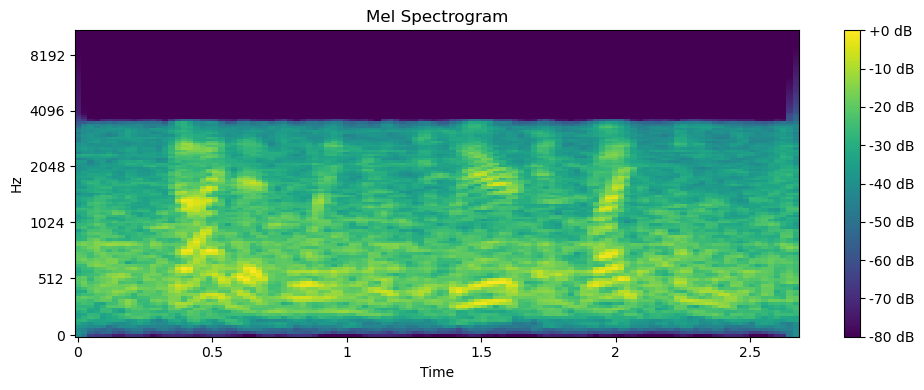 Mel Spectrogram
Hz
8192
4096
2048
1024
512
0
0
0.5
1
1.5
2
2.5
Time
+0 dB
-10 dB
-20 dB
-30 dB
-40 dB
-50 dB
-60 dB
-70 dB
-80 dB